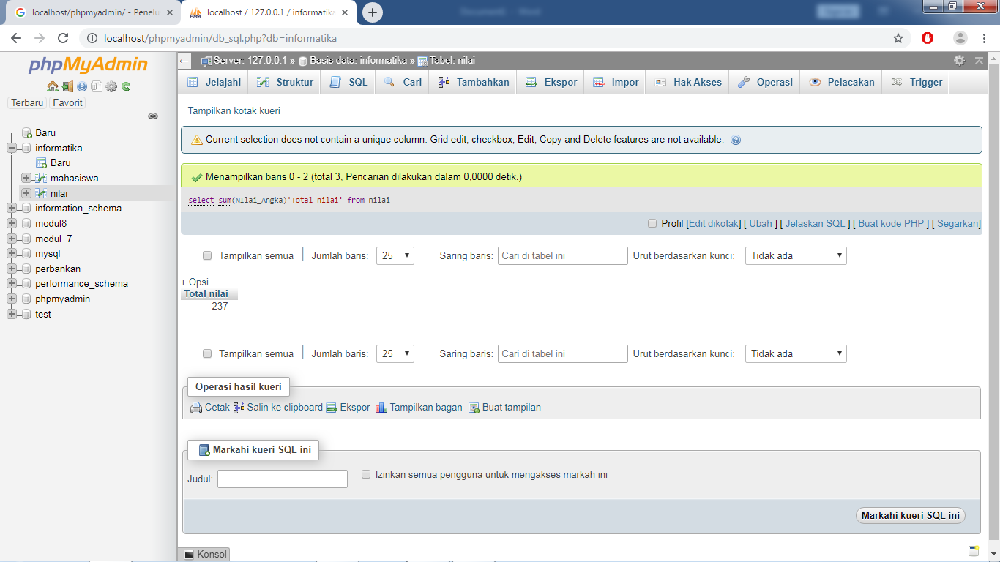 localhost/phpmyadmin/ - Penelu
localhost / 127.0.0.1 / informatika
localhost/phpmyadmin/db_sql.php?db=informatika
phpMyAdmin
Terbaru Favorit
Baru
informatika
Baru
mahasiswa
nilai
information_schema
modul8
modul_7
mysql
perbankan
performance_schema
phpmyadmin
test
Server: 127.0.0.1 » Basis data: informatika » Tabel: nilai
Jelajahi Struktur SQL Cari Tambahkan Ekspor Impor Hak Akses Operasi Pelacakan Trigger
Tampilkan kotak kueri
Current selection does not contain a unique column. Grid edit, checkbox, Edit, Copy and Delete features are not available.
Menampilkan baris 0 - 2 (total 3, Pencarian dilakukan dalam 0,0000 detik.)
select sum(NIlai_Angka)'Total nilai' from nilai
Profil [Edit dikotak] [ Ubah ] [ Jelaskan SQL ] [ Buat kode PHP ] [ Segarkan]
Tampilkan semua | Jumlah baris: 25 Saring baris: Cari di tabel ini Urut berdasarkan kunci: Tidak ada
+ Opsi
Total nilai
237
Tampilkan semua | Jumlah baris: 25 Saring baris: Cari di tabel ini Urut berdasarkan kunci: Tidak ada
Operasi hasil kueri
Cetak Salin ke clipboard Ekspor Tampilkan bagan Buat tampilan
Markahi kueri SQL ini
Judul: Izinkan semua pengguna untuk mengakses markah ini
Markahi kueri SQL ini
Konsol